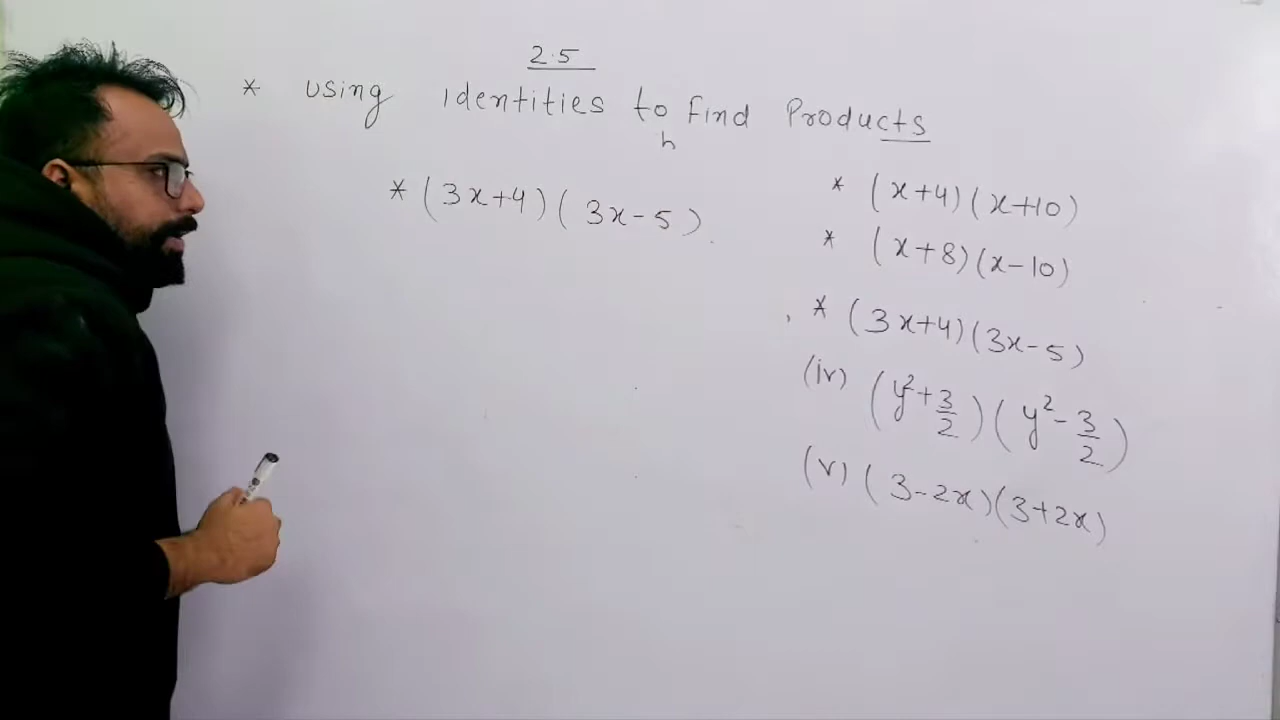 2.5
* Using Identities to Find Products
h
* (3x+4)(3x-5)
* (x+4)(x+10)
* (x+8)(x-10)
* (3x+4)(3x-5)
(iv) (y²+3/2)(y²-3/2)
(v) (3-2x)(3+2x)